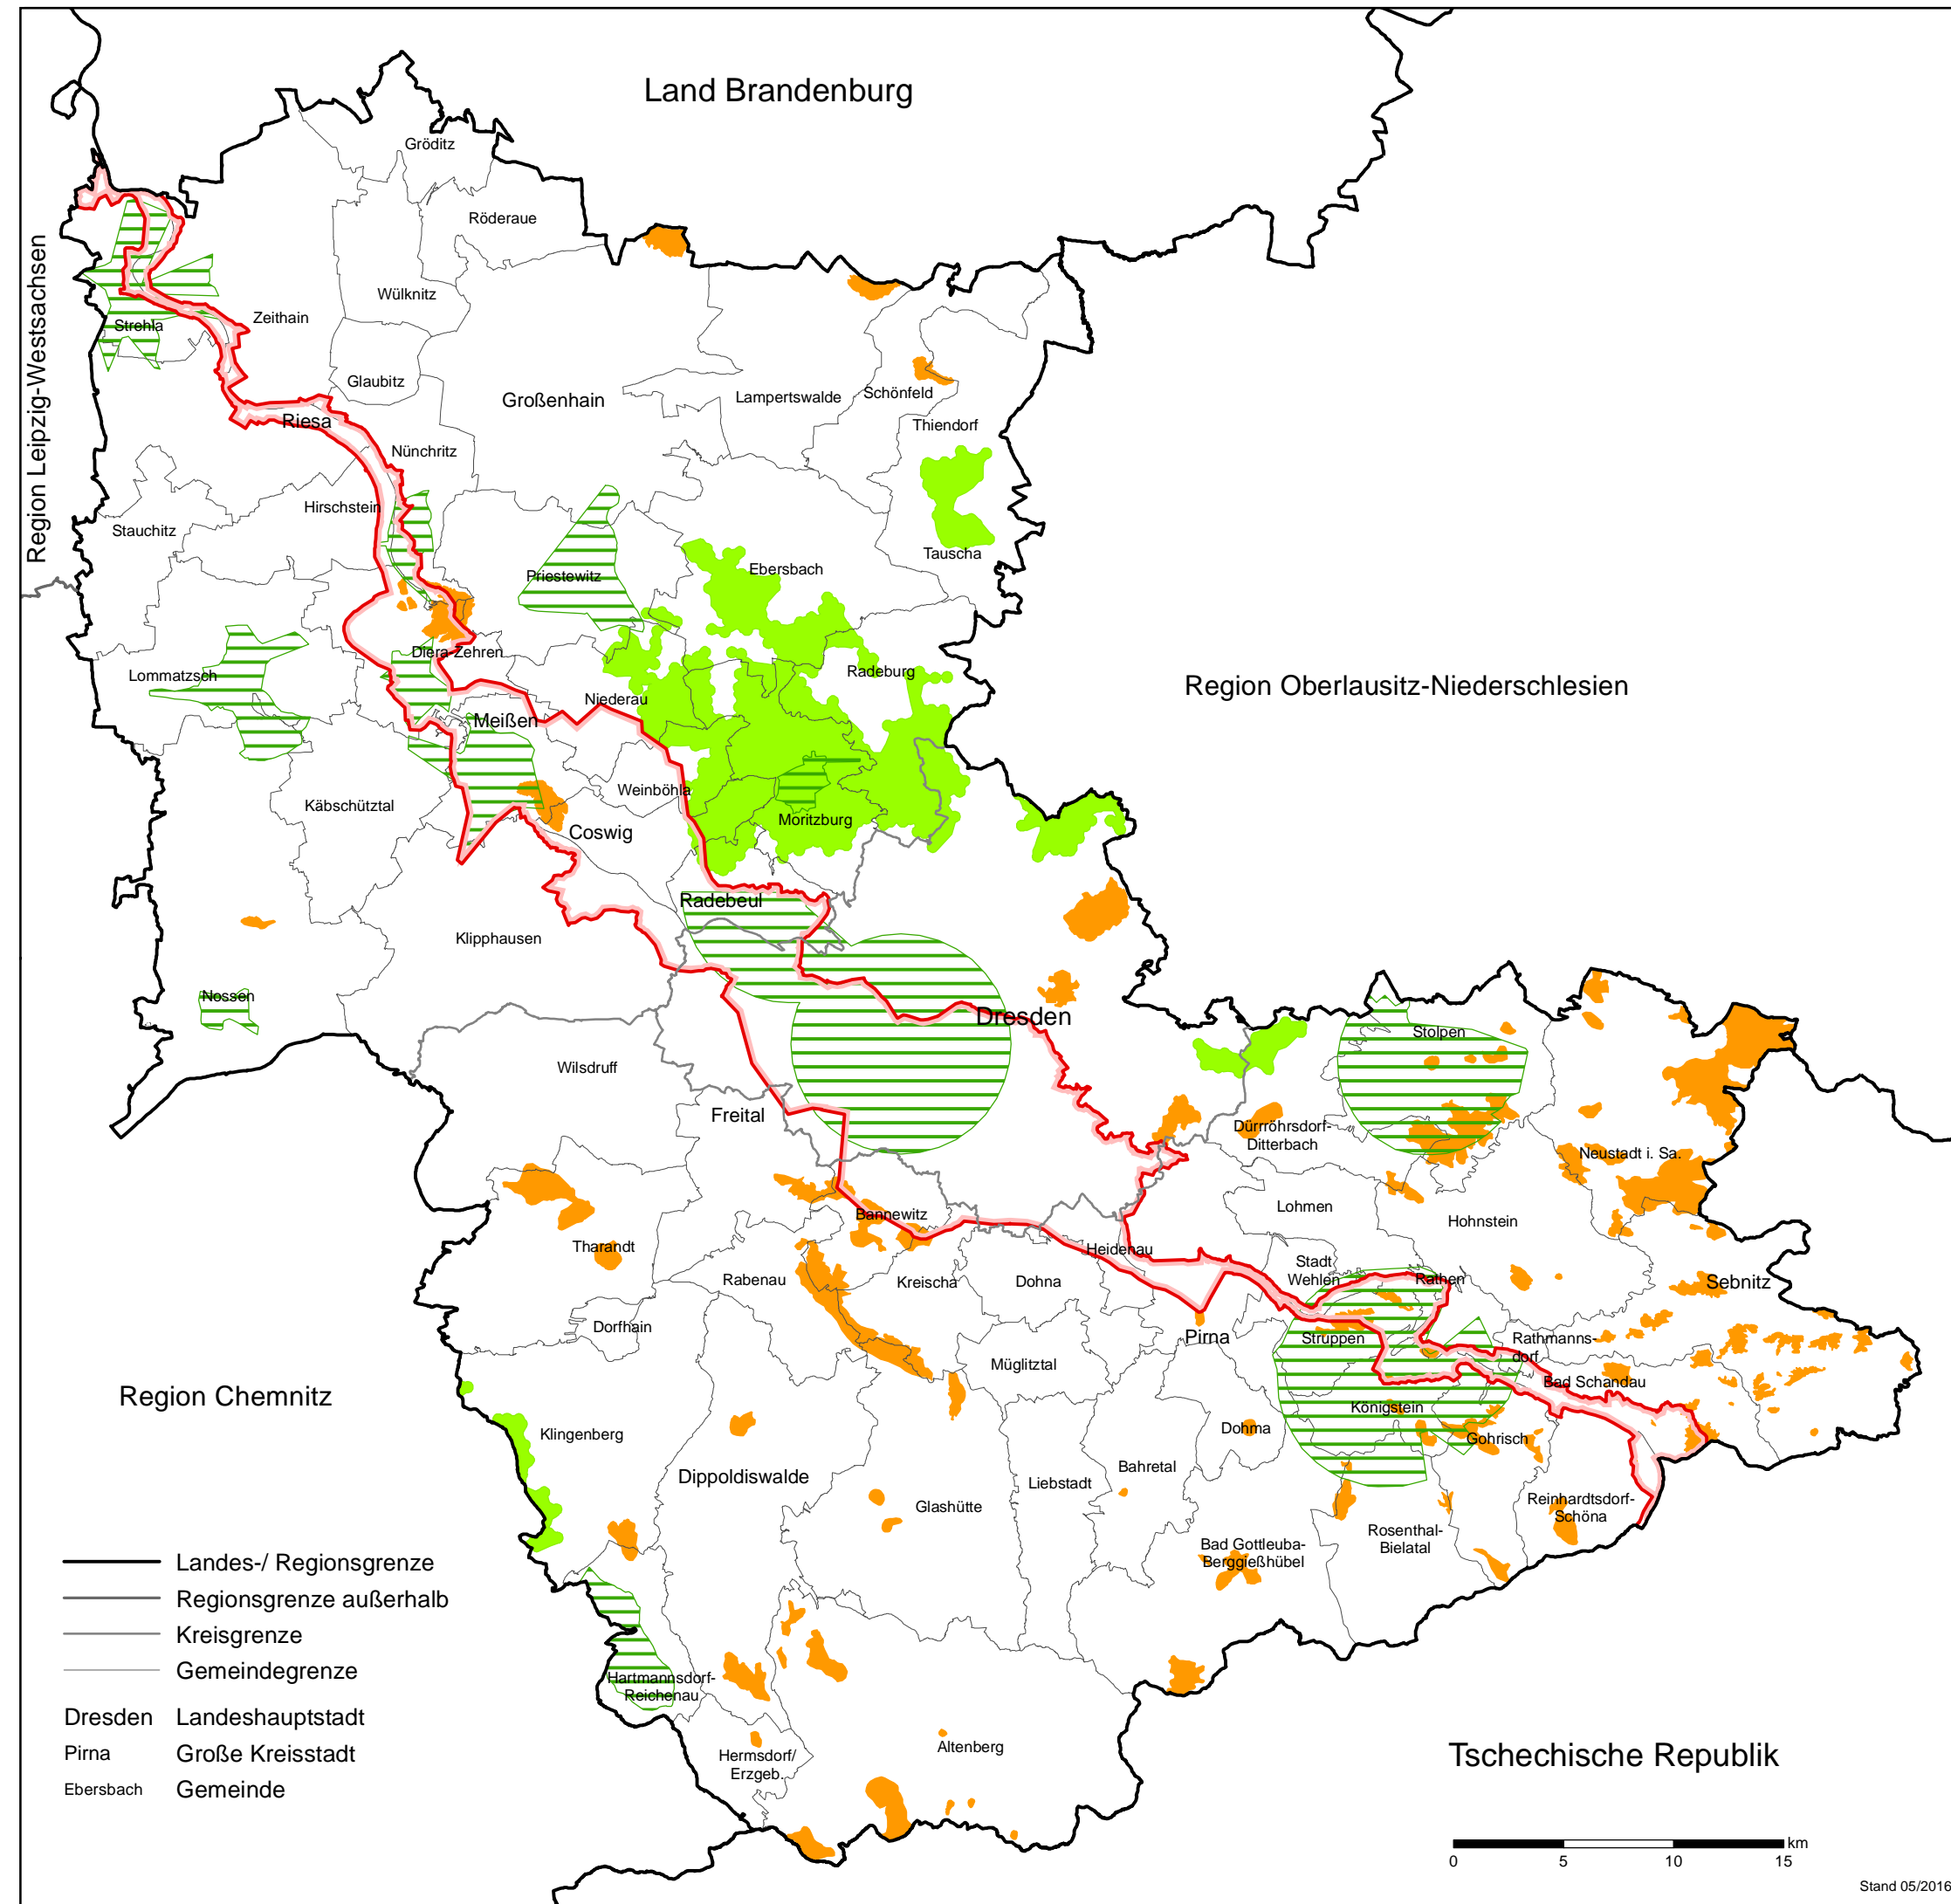 Land Brandenburg
Gröditz
Röderaue
Region Leipzig-Westsachsen
Wülknitz
Zeithain
Strehla
Glaubitz
Großenhain
Lampertswalde
Schönfeld
Riesa
Thiendorf
Nünchritz
Hirschstein
Stauchitz
Tauscha
Priestewitz
Ebersbach
Diera-Zehren
Lommatzsch
Radeburg
Region Oberlausitz-Niederschlesien
Niederau
Meißen
Weinböhla
Käbschütztal
Moritzburg
Coswig
Radebeul
Klipphausen
Nossen
Dresden
Stolpen
Wilsdruff
Freital
Dürrröhrsdorf-
Ditterbach
Neustadt i. Sa.
Bannewitz
Lohmen
Hohnstein
Tharandt
Heidenau
Stadt
Wehlen
Rathen
Rabenau
Kreischa
Dohna
Sebnitz
Dorfhain
Pirna
Struppen
Rathmanns-
dorf
Müglitztal
Bad Schandau
Region Chemnitz
Königstein
Klingenberg
Dohma
Gohrisch
Dippoldiswalde
Bahretal
Liebstadt
Glashütte
Reinhardtsdorf-
Schöna
Rosenthal-
Bielatal
Bad Gottleuba-
Berggießhübel
Landes-/ Regionsgrenze
Regionsgrenze außerhalb
Kreisgrenze
Gemeindegrenze
Hartmannsdorf-
Reichenau
Dresden Landeshauptstadt
Pirna Große Kreisstadt
Ebersbach Gemeinde
Altenberg
Hermsdorf/
Erzgeb.
Tschechische Republik
km
0 5 10 15
Stand 05/2016